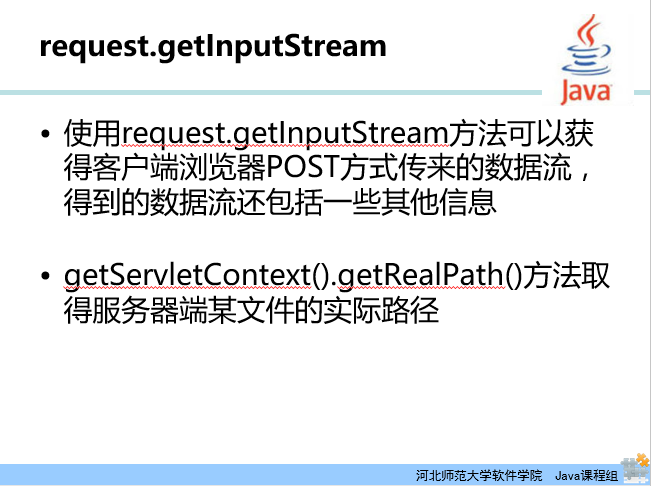 request.getInputStream
Java
• 使用request.getInputStream方法可以获
得客户端浏览器POST方式传来的数据流，
得到的数据流还包括一些其他信息
• getServletContext().getRealPath()方法取
得服务器端某文件的实际路径
河北师范大学软件学院 Java课程组